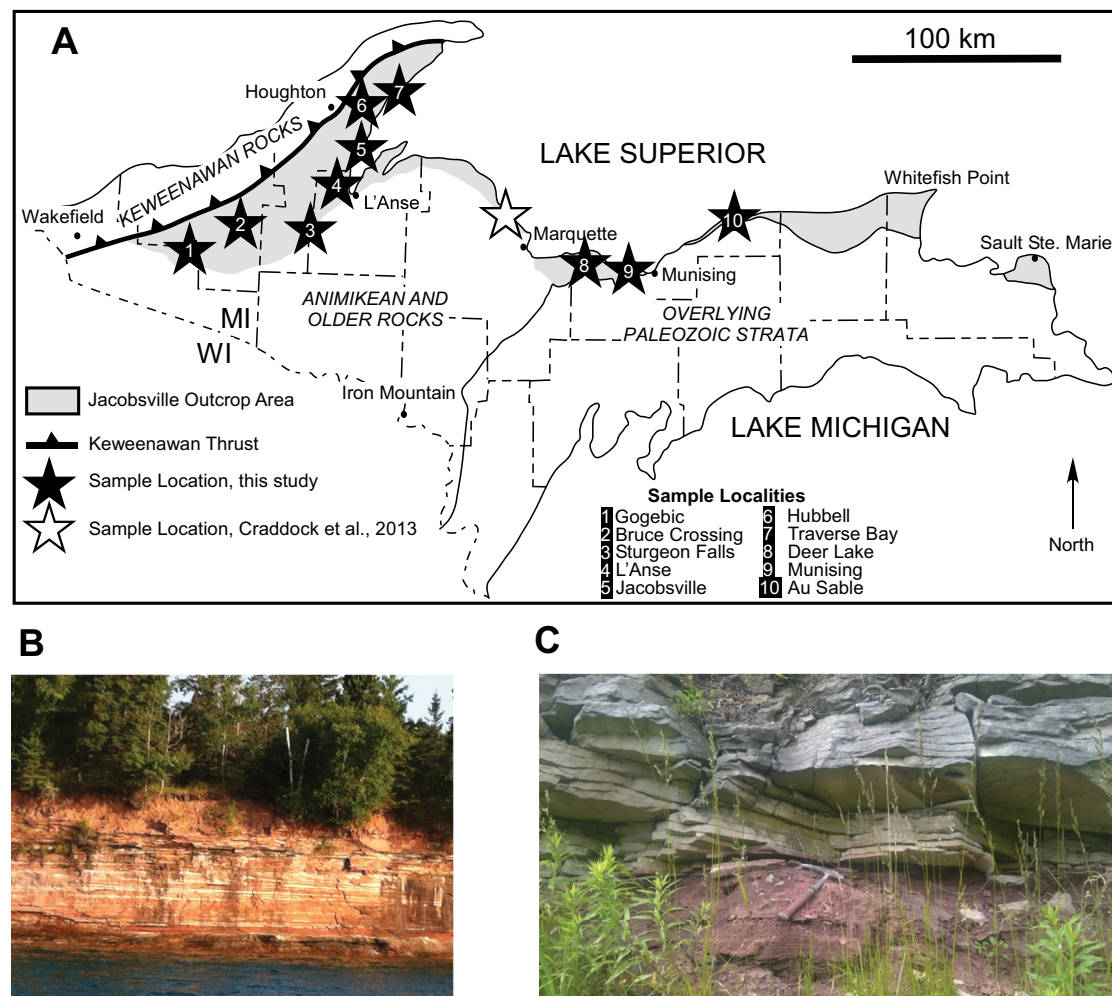 A
100 km
Houghton
6
7
KEWEENAWAN ROCKS
5
LAKE SUPERIOR
4
L'Anse
Whitefish Point
Wakefield
2
3
1
10
Marquette
Sault Ste. Marie
8
9
Munising
ANIMIKEAN AND
OLDER ROCKS
OVERLYING
PALEOZOIC STRATA
MI
WI
Iron Mountain
Jacobsville Outcrop Area
Keweenawan Thrust
LAKE MICHIGAN
Sample Location, this study
Sample Location, Craddock et al., 2013
Sample Localities
1 Gogebic
2 Bruce Crossing
3 Sturgeon Falls
4 L'Anse
5 Jacobsville
6 Hubbell
7 Traverse Bay
8 Deer Lake
9 Munising
10 Au Sable
North
B
C